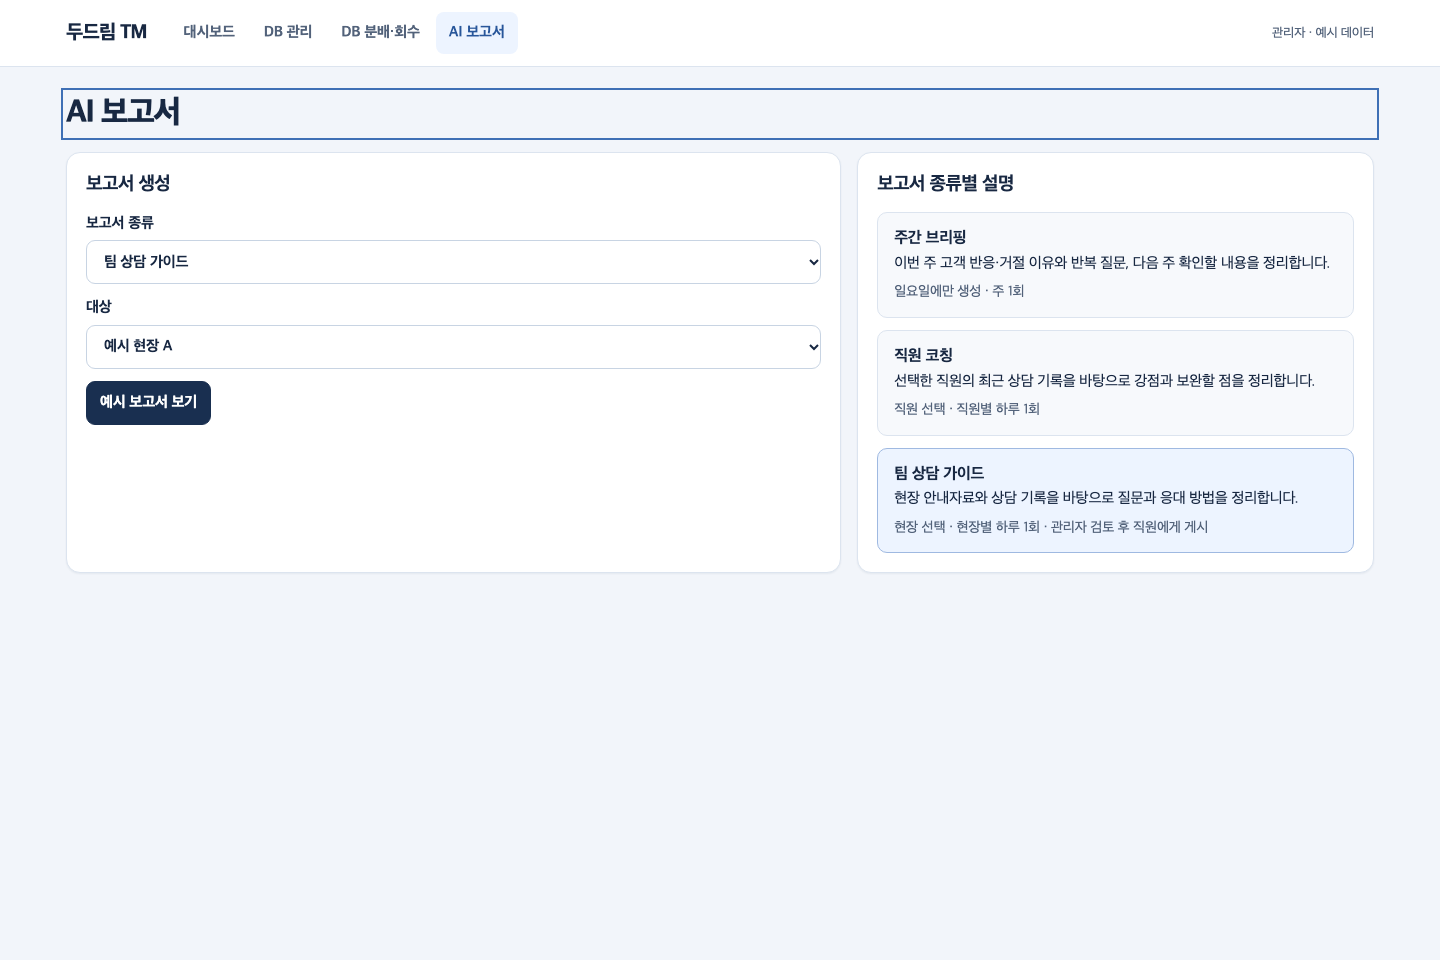 두드림 TM
대시보드
DB 관리
DB 분배·회수
AI 보고서
관리자 · 예시 데이터
AI 보고서
보고서 생성
보고서 종류
팀 상담 가이드
대상
예시 현장 A
예시 보고서 보기
보고서 종류별 설명
주간 브리핑
이번 주 고객 반응·거절 이유와 반복 질문, 다음 주 확인할 내용을 정리합니다.
일요일에만 생성 · 주 1회
직원 코칭
선택한 직원의 최근 상담 기록을 바탕으로 강점과 보완할 점을 정리합니다.
직원 선택 · 직원별 하루 1회
팀 상담 가이드
현장 안내자료와 상담 기록을 바탕으로 질문과 응대 방법을 정리합니다.
현장 선택 · 현장별 하루 1회 · 관리자 검토 후 직원에게 게시